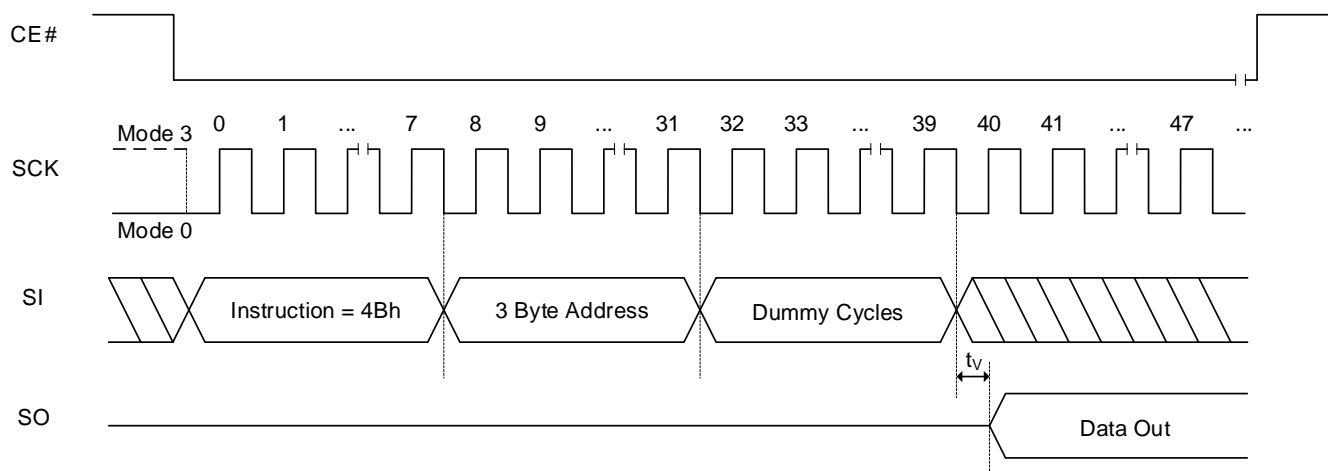 CE#
Mode 3 0 1 ... 7 8 9 ... 31 32 33 ... 39 40 41 ... 47 ...
SCK
Mode 0
SI Instruction = 4Bh 3 Byte Address Dummy Cycles
tV
SO Data Out